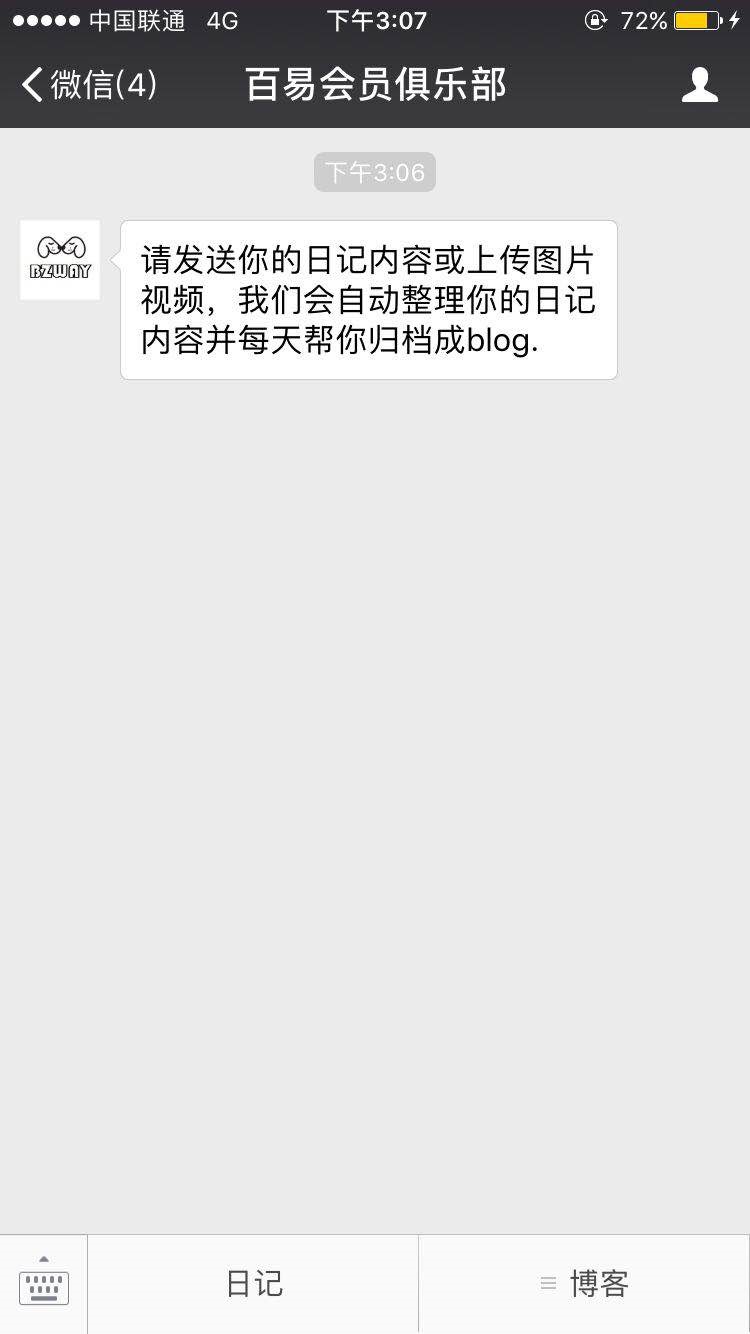 中国联通 4G 下午3:07 72%
微信(4) 百易会员俱乐部
下午3:06
BZWAY
请发送你的日记内容或上传图片
视频，我们会自动整理你的日记
内容并每天帮你归档成blog.
日记 博客